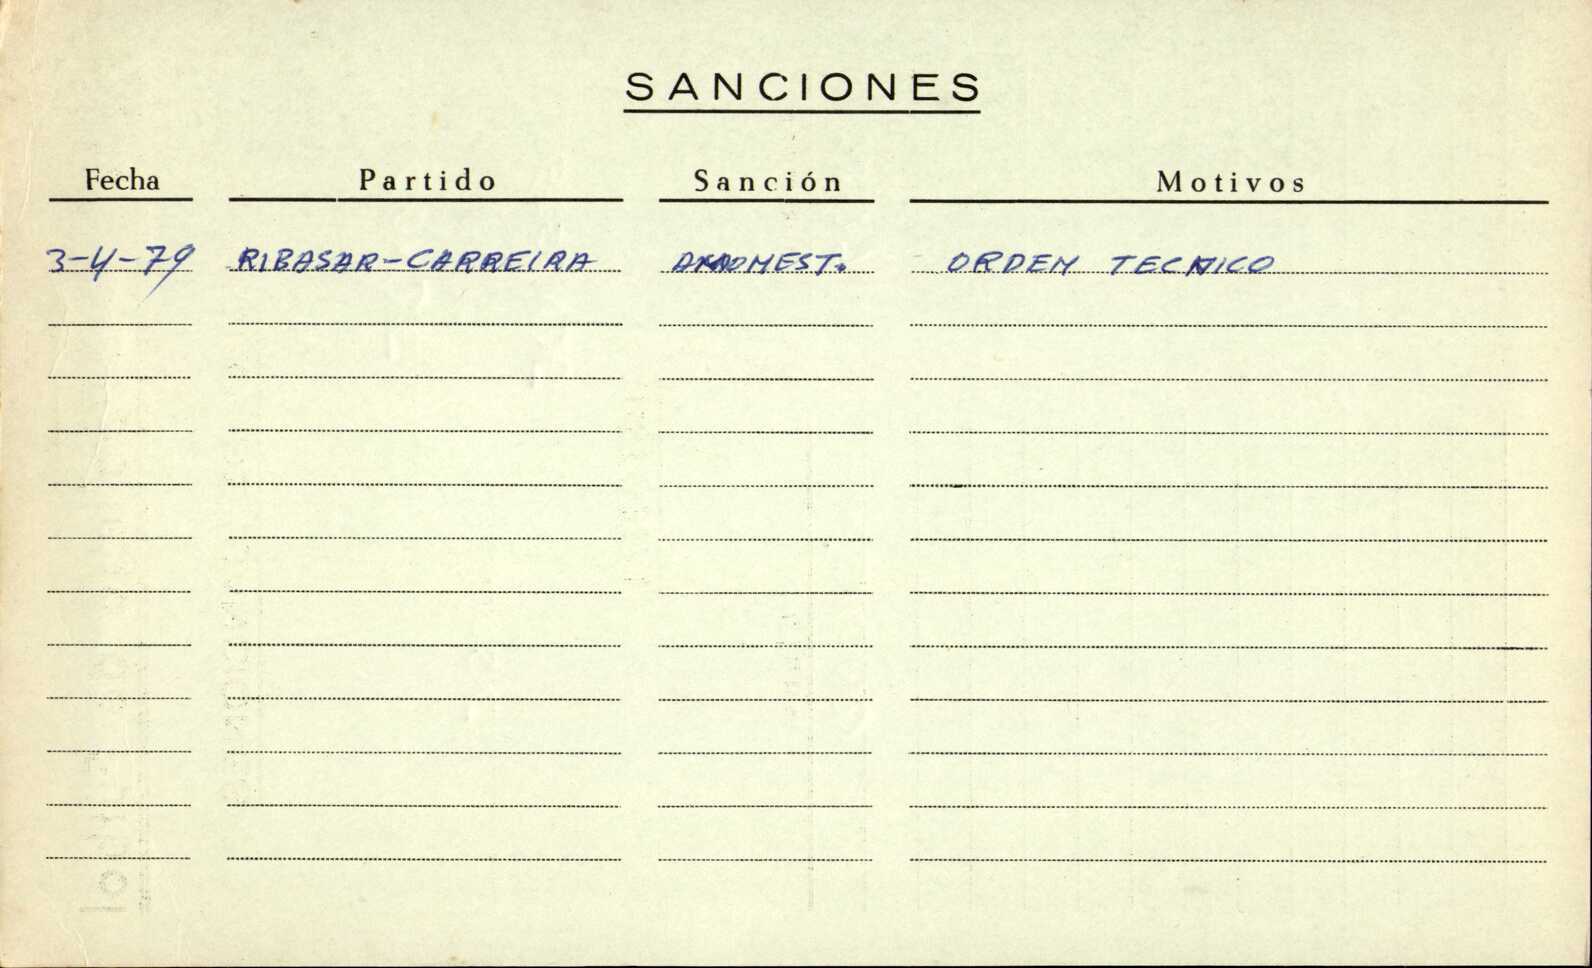 SANCIONES
Fecha Partido Sanción Motivos
3-4-79 RIBASAR-CARREIRA AMONEST. ORDEN TECNICO